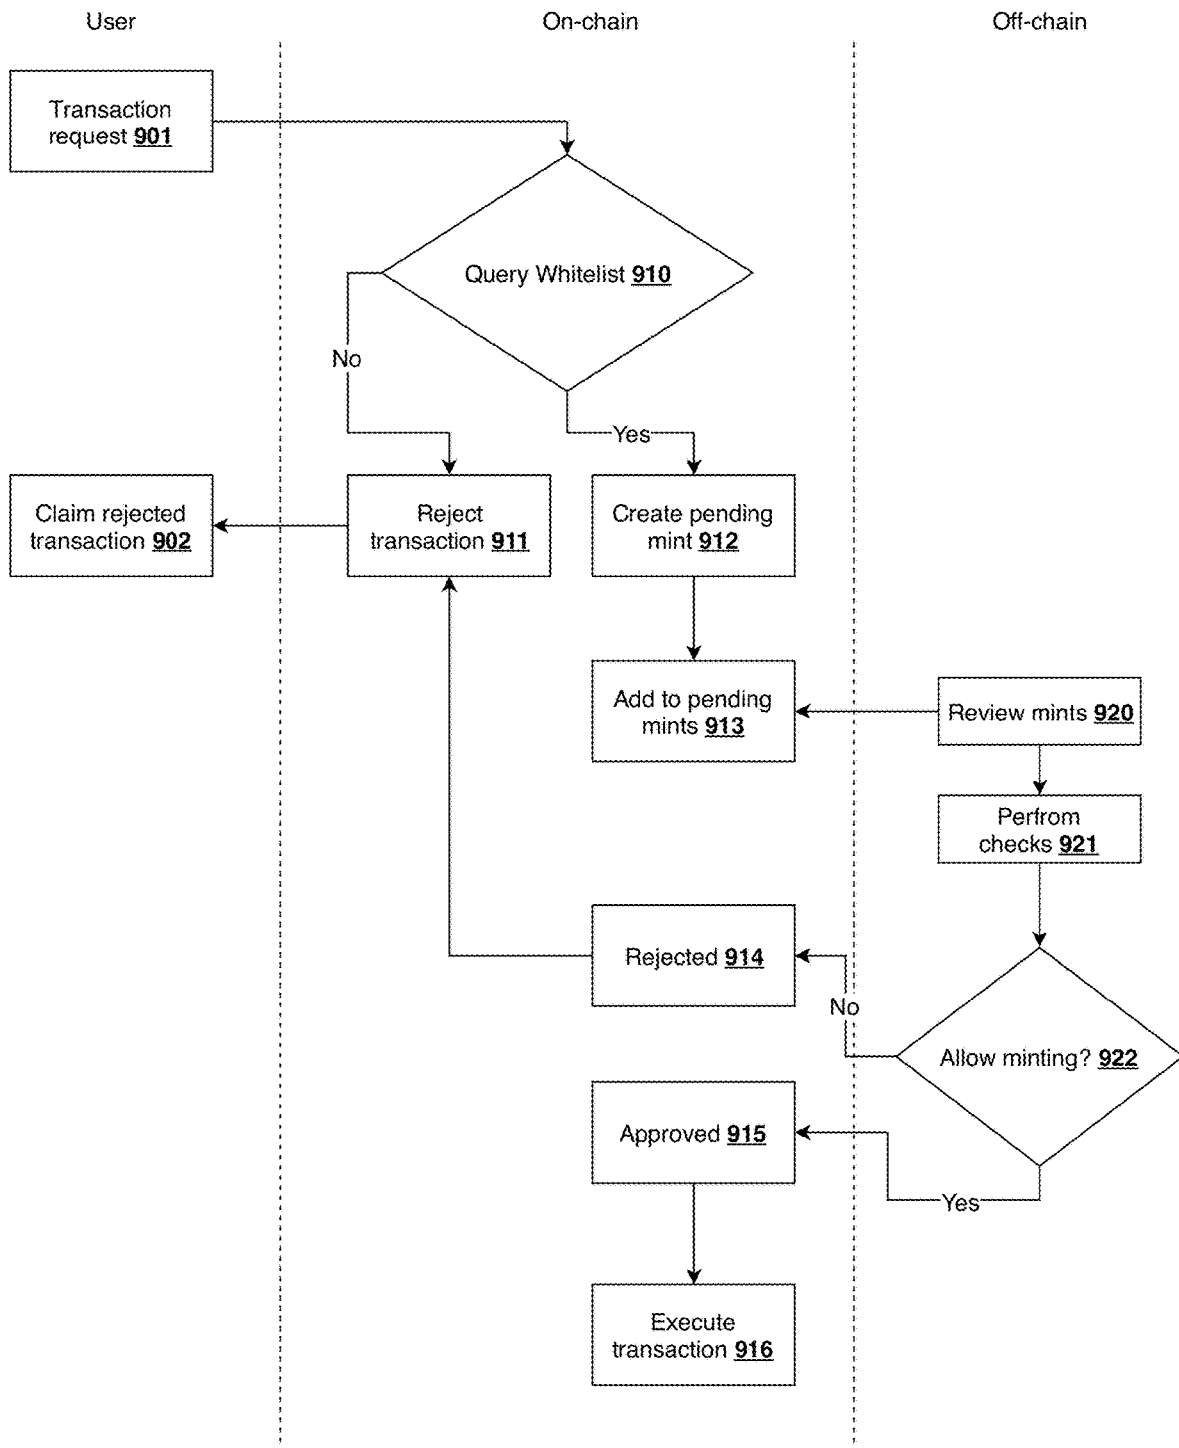 User
On-chain
Off-chain
Transaction
request 901
Query Whitelist 910
No
Yes
Claim rejected
transaction 902
Reject
transaction 911
Create pending
mint 912
Add to pending
mints 913
Review mints 920
Perfrom
checks 921
Rejected 914
No
Allow minting? 922
Approved 915
Yes
Execute
transaction 916